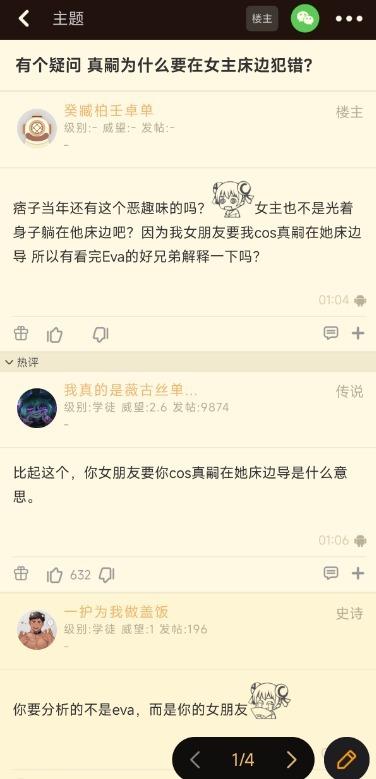 主题
楼主
有个疑问 真嗣为什么要在女主床边犯错？
癸臧柏壬卓单
楼主
级别:- 威望:- 发帖:-
-
痞子当年还有这个恶趣味的吗？ 女主也不是光着
身子躺在他床边吧？因为我女朋友要我cos真嗣在她床边
导 所以有看完Eva的好兄弟解释一下吗？
01:04
热评
我真的是薇古丝单...
传说
级别:学徒 威望:2.6 发帖:9874
-
比起这个，你女朋友要你cos真嗣在她床边导是什么意
思。
01:06
632
一护为我做盖饭
史诗
级别:学徒 威望:1 发帖:196
-
你要分析的不是eva，而是你的女朋友
1/4